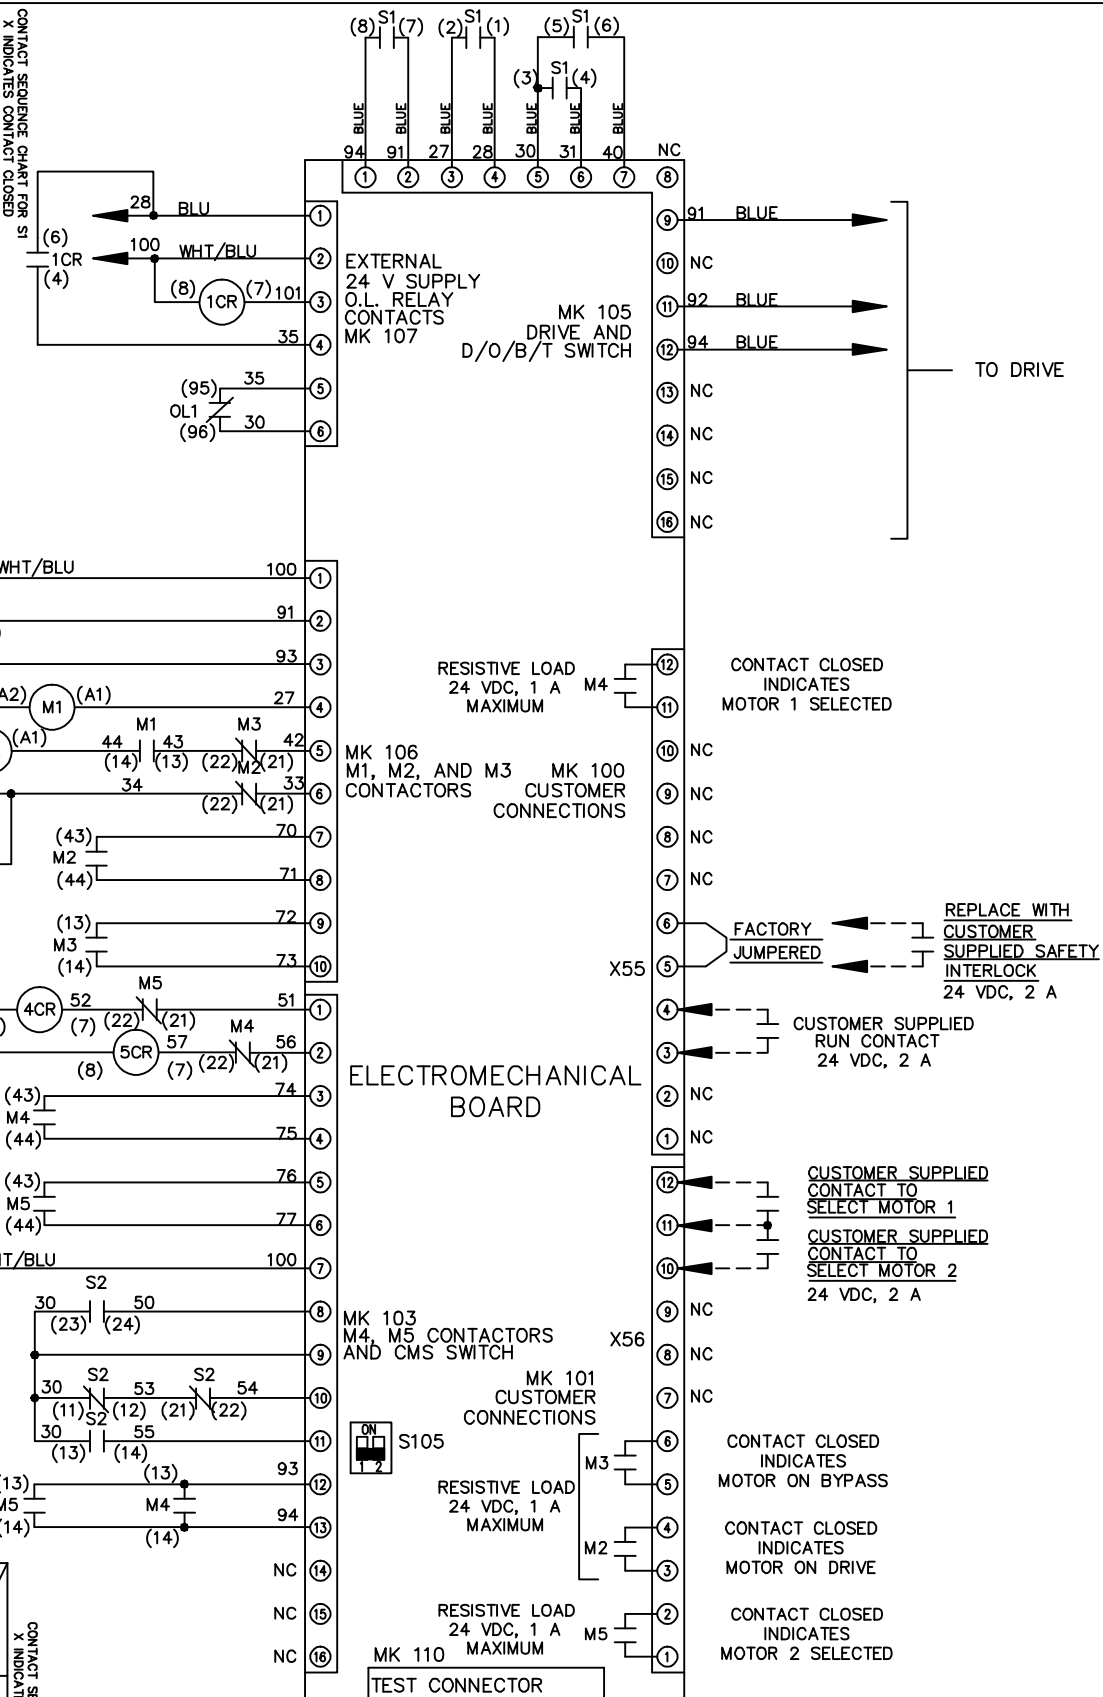 CONTACT SEQUENCE CHART FOR S1
X INDICATES CONTACT CLOSED
(8) S1 (7)
(2) S1 (1)
(5) S1 (6)
(3) S1 (4)
BLUE BLUE BLUE BLUE BLUE BLUE BLUE
94 91 27 28 30 31 40 NC
1 2 3 4 5 6 7 8
28 BLU 1
100 WHT/BLU 2
(6)
1CR
(4)
(8) 1CR (7) 101 3
35 4
(95) 35 5
OL1
(96) 30 6
EXTERNAL
24 V SUPPLY
O.L. RELAY
CONTACTS
MK 107
MK 105
DRIVE AND
D/O/B/T SWITCH
9 91 BLUE
10 NC
11 92 BLUE
12 94 BLUE
13 NC
14 NC
15 NC
16 NC
TO DRIVE
WHT/BLU 100 1
91 2
93 3
A2) M1 (A1) 27 4
(A1) 44 M1 43 M3 42 5
(14) (13) (22) (21)
34 M2 33 6
(22) (21)
(43) 70 7
M2
(44) 71 8
(13) 72 9
M3
(14) 73 10
MK 106
M1, M2, AND M3
CONTACTORS
MK 100
CUSTOMER
CONNECTIONS
RESISTIVE LOAD
24 VDC, 1 A
MAXIMUM
M4
12
11
CONTACT CLOSED
INDICATES
MOTOR 1 SELECTED
10 NC
9 NC
8 NC
7 NC
6
5
X55
FACTORY
JUMPERED
REPLACE WITH
CUSTOMER
SUPPLIED SAFETY
INTERLOCK
24 VDC, 2 A
4
3
CUSTOMER SUPPLIED
RUN CONTACT
24 VDC, 2 A
2 NC
1 NC
) 4CR 52 M5 51 1
(7) (22) (21)
5CR 57 M4 56 2
(8) (7) (22) (21)
(43) 74 3
M4
(44) 75 4
(43) 76 5
M5
(44) 77 6
HT/BLU 100 7
ELECTROMECHANICAL
BOARD
12
11
10
CUSTOMER SUPPLIED
CONTACT TO
SELECT MOTOR 1
CUSTOMER SUPPLIED
CONTACT TO
SELECT MOTOR 2
24 VDC, 2 A
30 S2 50 8
(23) (24)
9
30 S2 53 S2 54 10
(11) (12) (21) (22)
30 S2 55 11
(13) (14)
(13) (13) 93 12
M5 M4
(14) (14) 94 13
NC 14
NC 15
NC 16
MK 103
M4, M5 CONTACTORS
AND CMS SWITCH
ON
1 2
S105
9 NC
X56
8 NC
7 NC
MK 101
CUSTOMER
CONNECTIONS
M3
6
5
CONTACT CLOSED
INDICATES
MOTOR ON BYPASS
RESISTIVE LOAD
24 VDC, 1 A
MAXIMUM
M2
4
3
CONTACT CLOSED
INDICATES
MOTOR ON DRIVE
RESISTIVE LOAD
24 VDC, 1 A
MAXIMUM
M5
2
1
CONTACT CLOSED
INDICATES
MOTOR 2 SELECTED
MK 110
TEST CONNECTOR
CONTACT SE
X INDICAT